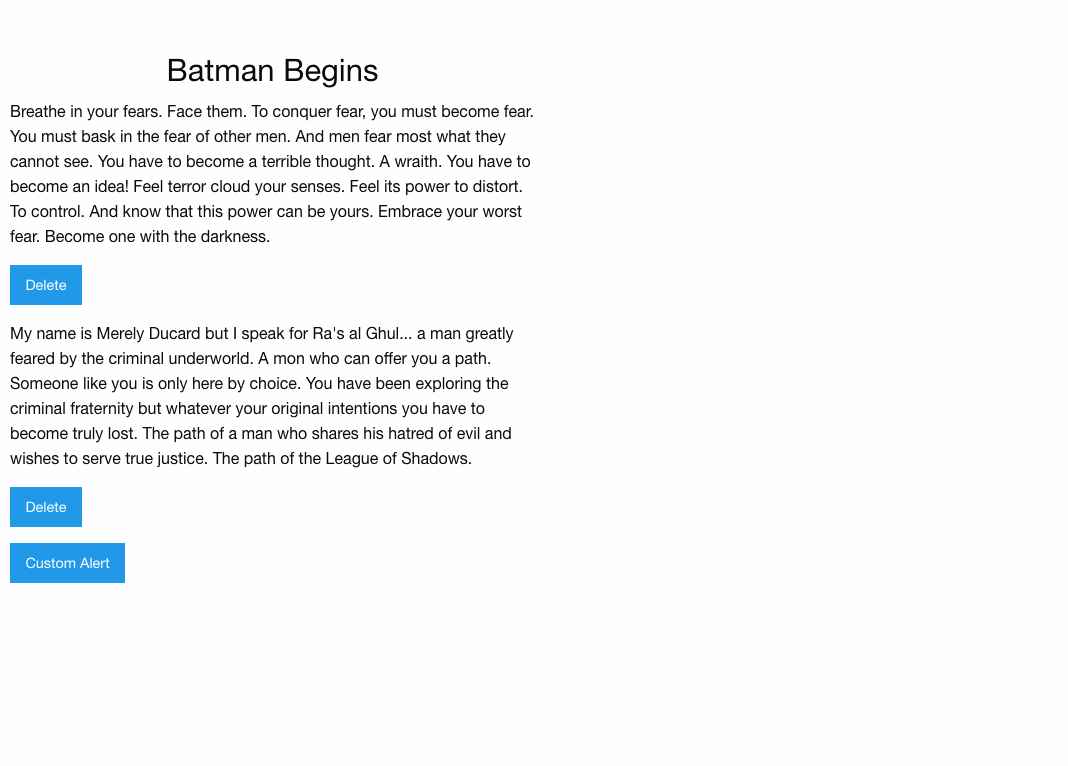 Batman Begins
Breathe in your fears. Face them. To conquer fear, you must become fear.
You must bask in the fear of other men. And men fear most what they
cannot see. You have to become a terrible thought. A wraith. You have to
become an idea! Feel terror cloud your senses. Feel its power to distort.
To control. And know that this power can be yours. Embrace your worst
fear. Become one with the darkness.
Delete
My name is Merely Ducard but I speak for Ra's al Ghul... a man greatly
feared by the criminal underworld. A mon who can offer you a path.
Someone like you is only here by choice. You have been exploring the
criminal fraternity but whatever your original intentions you have to
become truly lost. The path of a man who shares his hatred of evil and
wishes to serve true justice. The path of the League of Shadows.
Delete
Custom Alert